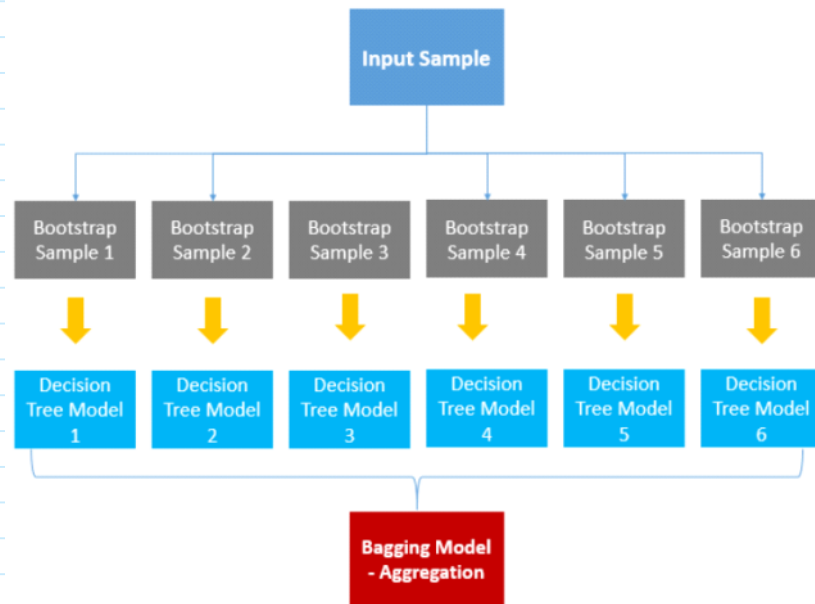 Input Sample
Bootstrap
Sample 1
Bootstrap
Sample 2
Bootstrap
Sample 3
Bootstrap
Sample 4
Bootstrap
Sample 5
Bootstrap
Sample 6
Decision
Tree Model
1
Decision
Tree Model
2
Decision
Tree Model
3
Decision
Tree Model
4
Decision
Tree Model
5
Decision
Tree Model
6
Bagging Model
- Aggregation